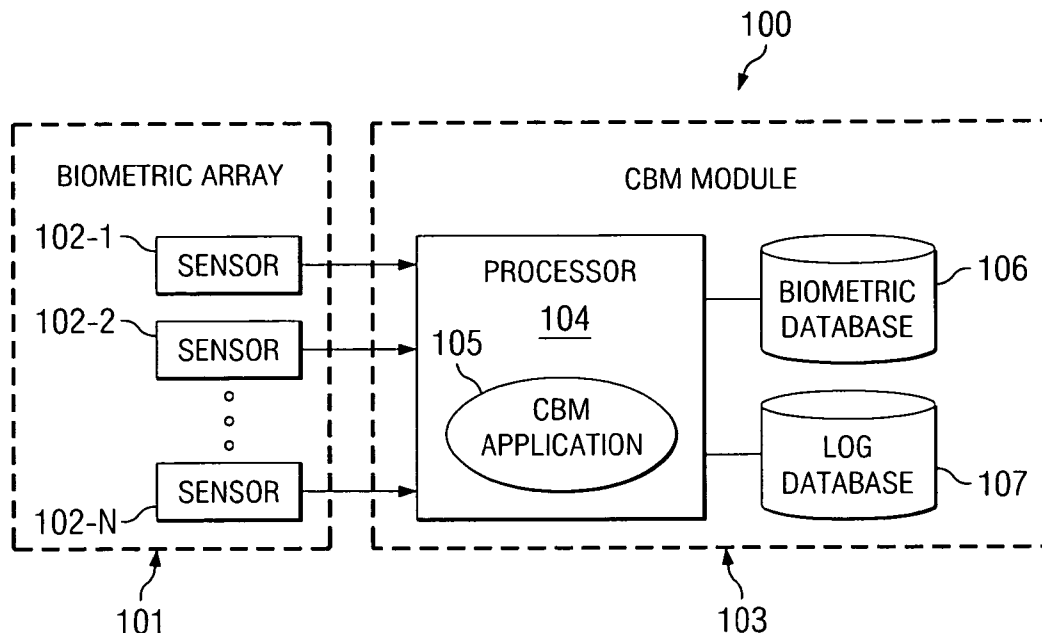 100
BIOMETRIC ARRAY
CBM MODULE
102-1
SENSOR
102-2
SENSOR
102-N
SENSOR
PROCESSOR
104
105
CBM
APPLICATION
BIOMETRIC
DATABASE
106
LOG
DATABASE
107
101
103